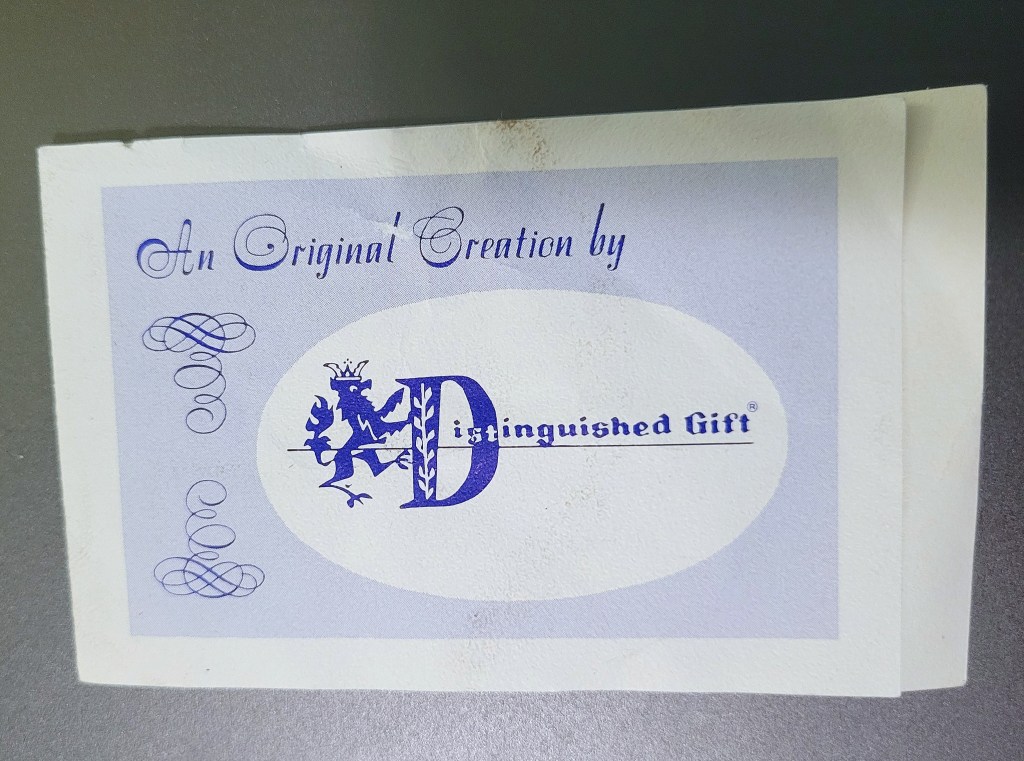 An Original Creation by
Distinguished Gift®